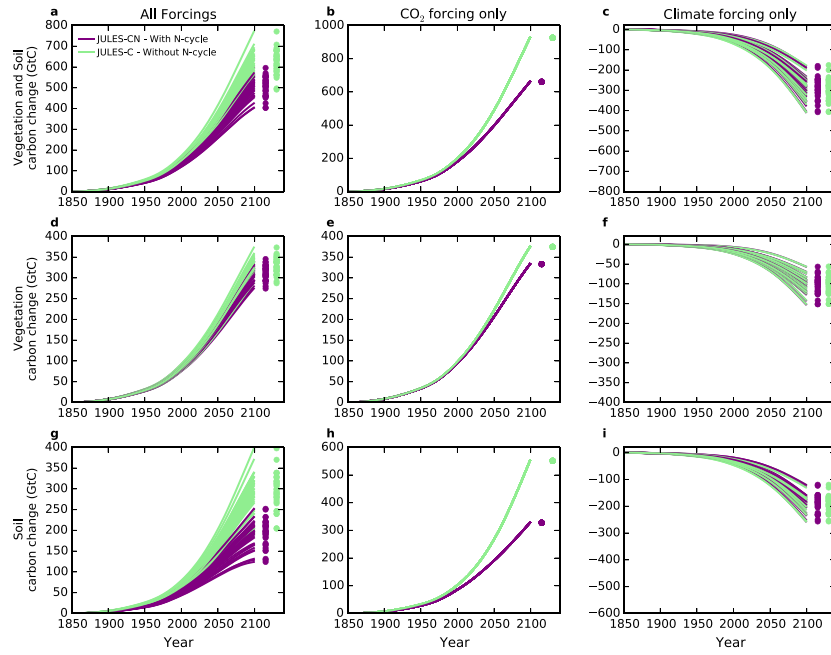 All Forcings
CO₂ forcing only
Climate forcing only
a
b
c
JULES-CN - With N-cycle
JULES-C - Without N-cycle
Vegetation and Soil
carbon change (GtC)
800
700
600
500
400
300
200
100
0
1850 1900 1950 2000 2050 2100
1000
800
600
400
200
0
1850 1900 1950 2000 2050 2100
0
−100
−200
−300
−400
−500
−600
−700
−800
1850 1900 1950 2000 2050 2100
d
e
f
Vegetation
carbon change (GtC)
400
350
300
250
200
150
100
50
0
1850 1900 1950 2000 2050 2100
400
350
300
250
200
150
100
50
0
1850 1900 1950 2000 2050 2100
0
−50
−100
−150
−200
−250
−300
−350
−400
1850 1900 1950 2000 2050 2100
g
h
i
Soil
carbon change (GtC)
400
350
300
250
200
150
100
50
0
1850 1900 1950 2000 2050 2100
Year
600
500
400
300
200
100
0
1850 1900 1950 2000 2050 2100
Year
0
−100
−200
−300
−400
−500
−600
1850 1900 1950 2000 2050 2100
Year